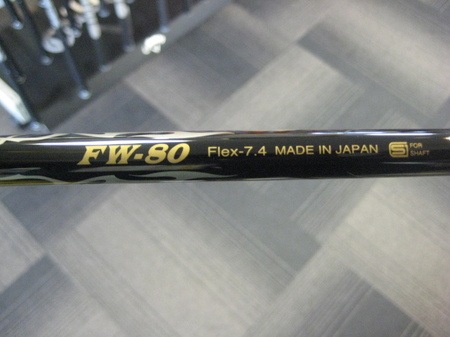 FW-80 Flex-7.4 MADE IN JAPAN S FOR
SHAFT